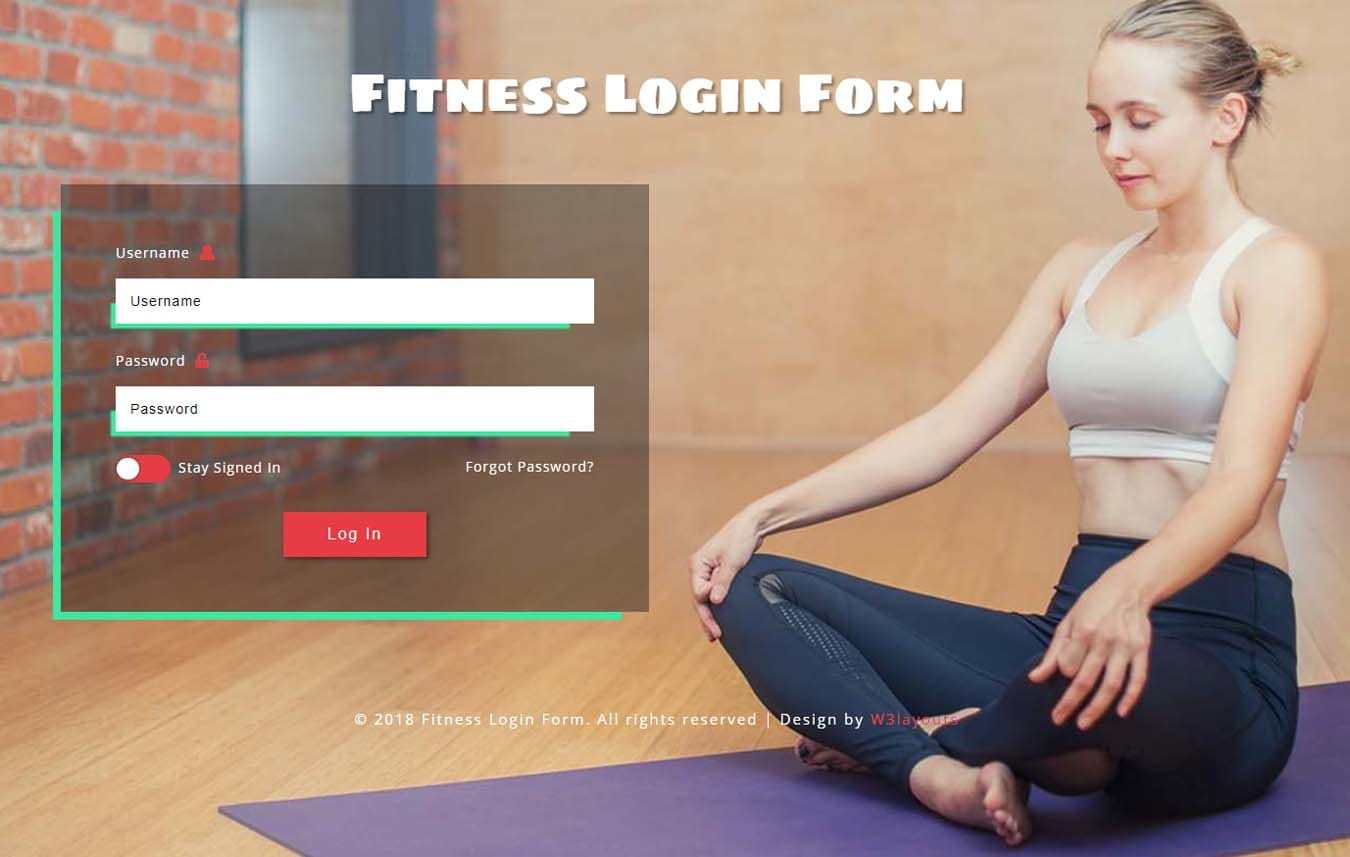 Fitness Login Form
Username
Username
Password
Password
Stay Signed In
Forgot Password?
Log In
© 2018 Fitness Login Form. All rights reserved | Design by W3layouts